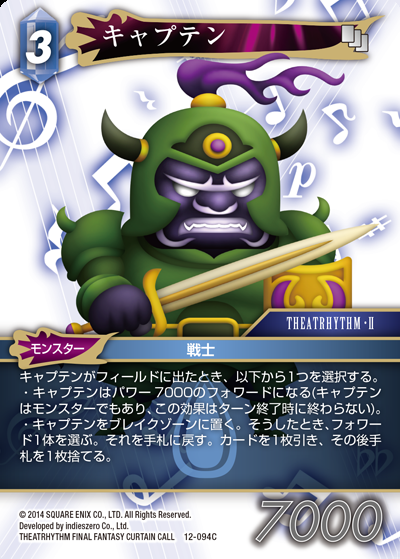 3
キャプテン
p
THEATRHYTHM・II
モンスター
戦士
キャプテンがフィールドに出たとき、以下から1つを選択する。
・キャプテンはパワー7000のフォワードになる(キャプテン
はモンスターでもあり、この効果はターン終了時に終わらない)。
・キャプテンをブレイクゾーンに置く。そうしたとき、フォワー
ド1体を選ぶ。それを手札に戻す。カードを1枚引き、その後手
札を1枚捨てる。
© 2014 SQUARE ENIX CO., LTD. All Rights Reserved.
Developed by indieszero Co., Ltd.
THEATRHYTHM FINAL FANTASY CURTAIN CALL 12-094C
7000